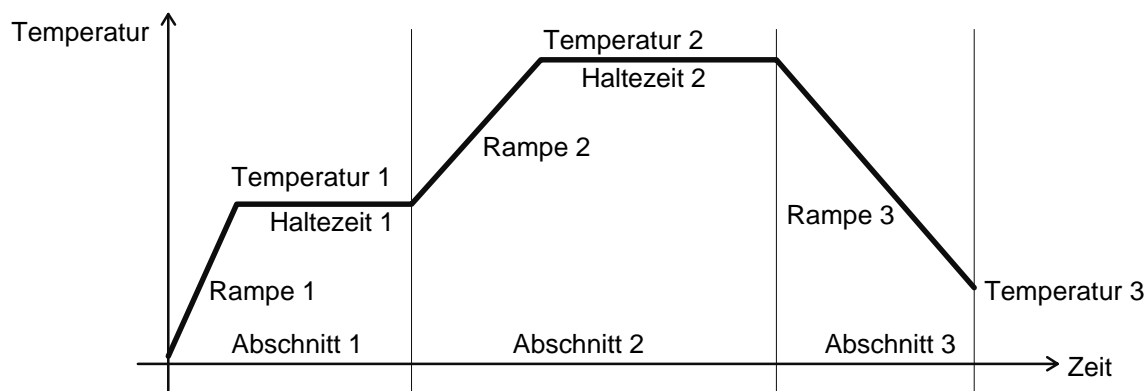 Temperatur
Temperatur 2
Haltezeit 2
Rampe 2
Temperatur 1
Haltezeit 1
Rampe 3
Rampe 1
Temperatur 3
Abschnitt 1
Abschnitt 2
Abschnitt 3
Zeit